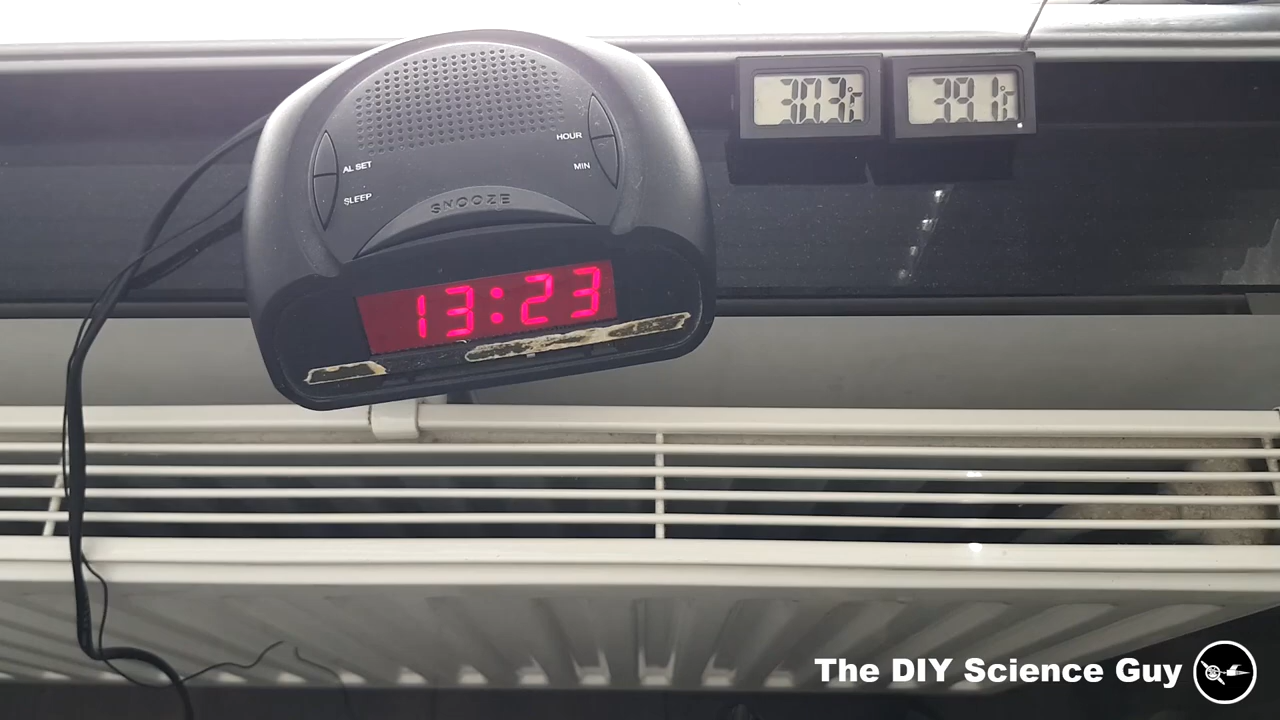 30.3°c
39.1°c
HOUR
AL SET
MIN
SLEEP
SNOOZE
13:23
The DIY Science Guy